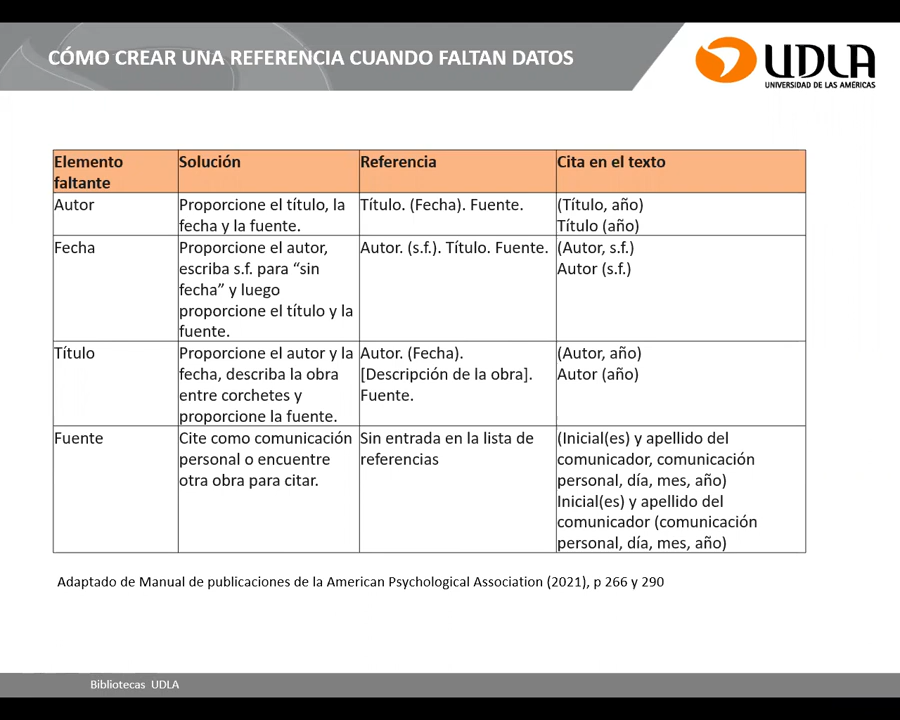 CÓMO CREAR UNA REFERENCIA CUANDO FALTAN DATOS
UDLA
UNIVERSIDAD DE LAS AMÉRICAS
Elemento faltante
Solución
Referencia
Cita en el texto
Autor
Proporcione el título, la
fecha y la fuente.
Título. (Fecha). Fuente.
(Título, año)
Título (año)
Fecha
Proporcione el autor,
escriba s.f. para “sin
fecha” y luego
proporcione el título y la
fuente.
Autor. (s.f.). Título. Fuente.
(Autor, s.f.)
Autor (s.f.)
Título
Proporcione el autor y la
fecha, describa la obra
entre corchetes y
proporcione la fuente.
Autor. (Fecha).
[Descripción de la obra].
Fuente.
(Autor, año)
Autor (año)
Fuente
Cite como comunicación
personal o encuentre
otra obra para citar.
Sin entrada en la lista de
referencias
(Inicial(es) y apellido del
comunicador, comunicación
personal, día, mes, año)
Inicial(es) y apellido del
comunicador (comunicación
personal, día, mes, año)
Adaptado de Manual de publicaciones de la American Psychological Association (2021), p 266 y 290
Bibliotecas UDLA